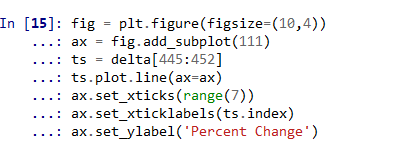 In [15]: fig = plt.figure(figsize=(10,4))
...: ax = fig.add_subplot(111)
...: ts = delta[445:452]
...: ts.plot.line(ax=ax)
...: ax.set_xticks(range(7))
...: ax.set_xticklabels(ts.index)
...: ax.set_ylabel('Percent Change')